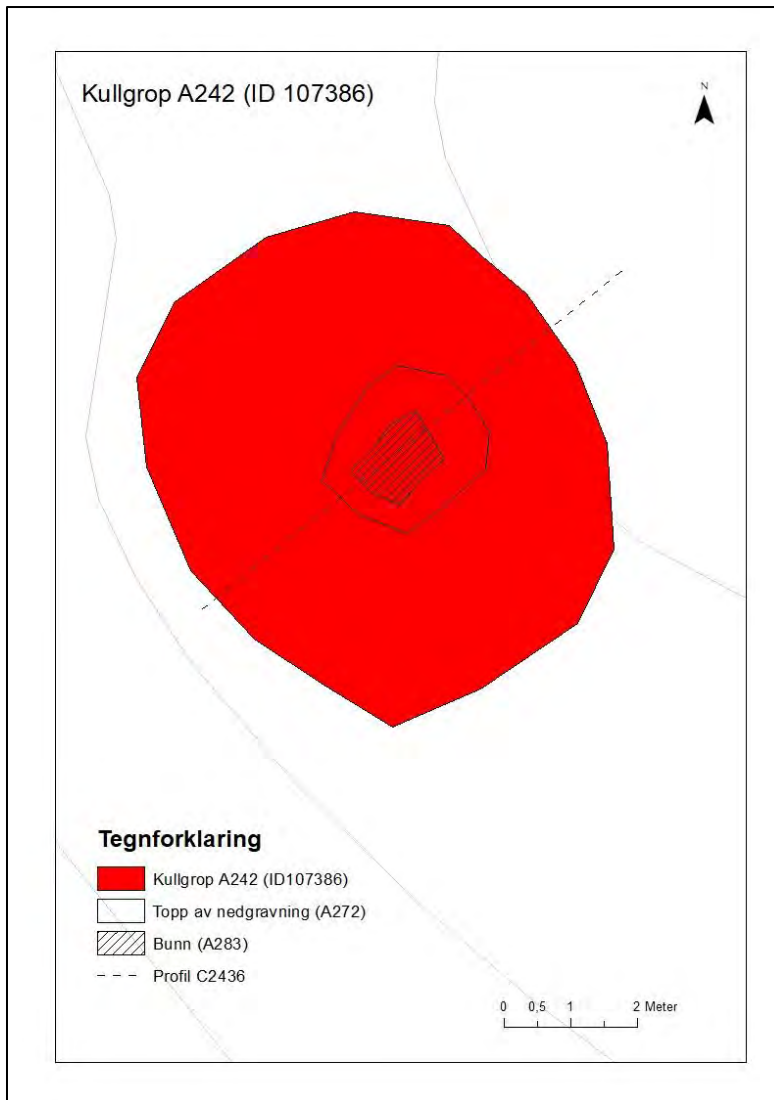 Kullgrop A242 (ID 107386)
N
Tegnforklaring
Kullgrop A242 (ID107386)
Topp av nedgravning (A272)
Bunn (A283)
Profil C2436
0 0,5 1 2 Meter